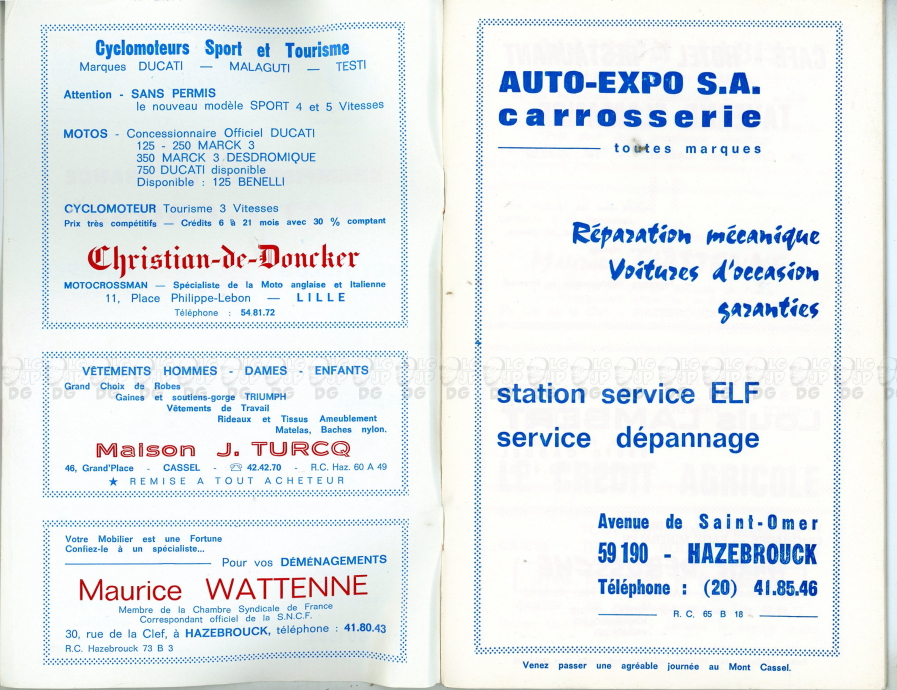 Cyclomoteurs Sport et Tourisme
Marques DUCATI — MALAGUTI — TESTI
Attention - SANS PERMIS
le nouveau modèle SPORT 4 et 5 Vitesses
MOTOS - Concessionnaire Officiel DUCATI
125 - 250 MARCK 3
350 MARCK 3 DESDROMIQUE
750 DUCATI disponible
Disponible : 125 BENELLI
CYCLOMOTEUR Tourisme 3 Vitesses
Prix très compétitifs — Crédits 6 à 21 mois avec 30 % comptant
Christian-de-Doncker
MOTOCROSSMAN — Spécialiste de la Moto anglaise et Italienne
11, Place Philippe-Lebon — LILLE
Téléphone : 54.81.72
VÊTEMENTS HOMMES - DAMES - ENFANTS
Grand Choix de Robes
Gaines et soutiens-gorge TRIUMPH
Vêtements de Travail
Rideaux et Tissus Ameublement
Matelas, Baches nylon.
Maison J. TURCQ
46, Grand'Place - CASSEL - ☏ 42.42.70 - R.C. Haz. 60 A 49
★ REMISE A TOUT ACHETEUR
Votre Mobilier est une Fortune
Confiez-le à un spécialiste...
Pour vos DÉMÉNAGEMENTS
Maurice WATTENNE
Membre de la Chambre Syndicale de France
Correspondant officiel de la S.N.C.F.
30, rue de la Clef, à HAZEBROUCK, téléphone : 41.80.43
R.C. Hazebrouck 73 B 3
AUTO-EXPO S.A.
carrosserie
toutes marques
Réparation mécanique
Voitures d'occasion
garanties
station service ELF
service dépannage
Avenue de Saint-Omer
59190 - HAZEBROUCK
Téléphone : (20) 41.85.46
R.C. 65 B 18
Venez passer une agréable journée au Mont Cassel.